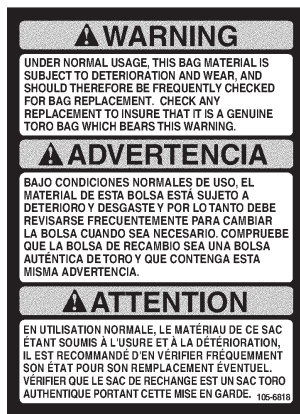 WARNING
UNDER NORMAL USAGE, THIS BAG MATERIAL IS
SUBJECT TO DETERIORATION AND WEAR, AND
SHOULD THEREFORE BE FREQUENTLY CHECKED
FOR BAG REPLACEMENT. CHECK ANY
REPLACEMENT TO INSURE THAT IT IS A GENUINE
TORO BAG WHICH BEARS THIS WARNING.
ADVERTENCIA
BAJO CONDICIONES NORMALES DE USO, EL
MATERIAL DE ESTA BOLSA ESTÁ SUJETO A
DETERIORO Y DESGASTE Y POR LO TANTO DEBE
REVISARSE FRECUENTEMENTE PARA CAMBIAR
LA BOLSA CUANDO SEA NECESARIO. COMPRUEBE
QUE LA BOLSA DE RECAMBIO SEA UNA BOLSA
AUTÉNTICA DE TORO Y QUE CONTENGA ESTA
MISMA ADVERTENCIA.
ATTENTION
EN UTILISATION NORMALE, LE MATÉRIAU DE CE SAC
ÉTANT SOUMIS À L'USURE ET À LA DÉTÉRIORATION,
IL EST RECOMMANDÉ D'EN VÉRIFIER FRÉQUEMMENT
SON ÉTAT POUR SON REMPLACEMENT ÉVENTUEL.
VÉRIFIER QUE LE SAC DE RECHANGE EST UN SAC TORO
AUTHENTIQUE PORTANT CETTE MISE EN GARDE. 105-6818